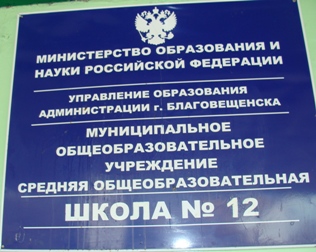 МИНИСТЕРСТВО ОБРАЗОВАНИЯ И
НАУКИ РОССИЙСКОЙ ФЕДЕРАЦИИ
УПРАВЛЕНИЕ ОБРАЗОВАНИЯ
АДМИНИСТРАЦИИ г. БЛАГОВЕЩЕНСКА
МУНИЦИПАЛЬНОЕ
ОБЩЕОБРАЗОВАТЕЛЬНОЕ
УЧРЕЖДЕНИЕ
СРЕДНЯЯ ОБЩЕОБРАЗОВАТЕЛЬНАЯ
ШКОЛА № 12